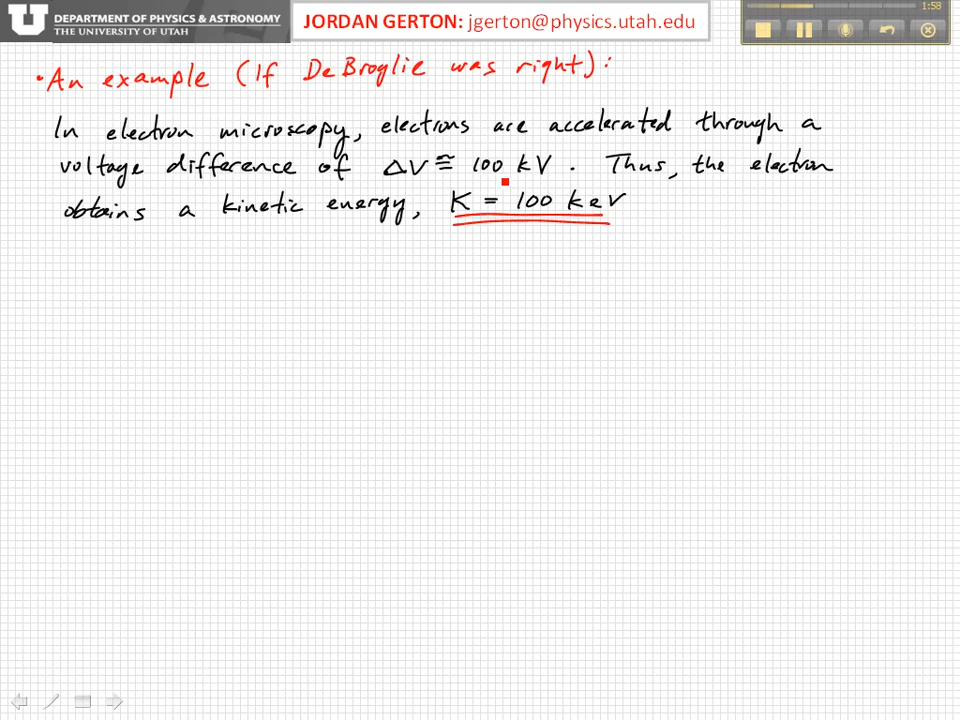 DEPARTMENT OF PHYSICS & ASTRONOMY
THE UNIVERSITY OF UTAH
JORDAN GERTON: jgerton@physics.utah.edu
1:58
• An example (If DeBroglie was right):
In electron microscopy, electrons are accelerated through a
voltage difference of ΔV ≅ 100 kV. Thus, the electron
obtains a kinetic energy, K = 100 keV